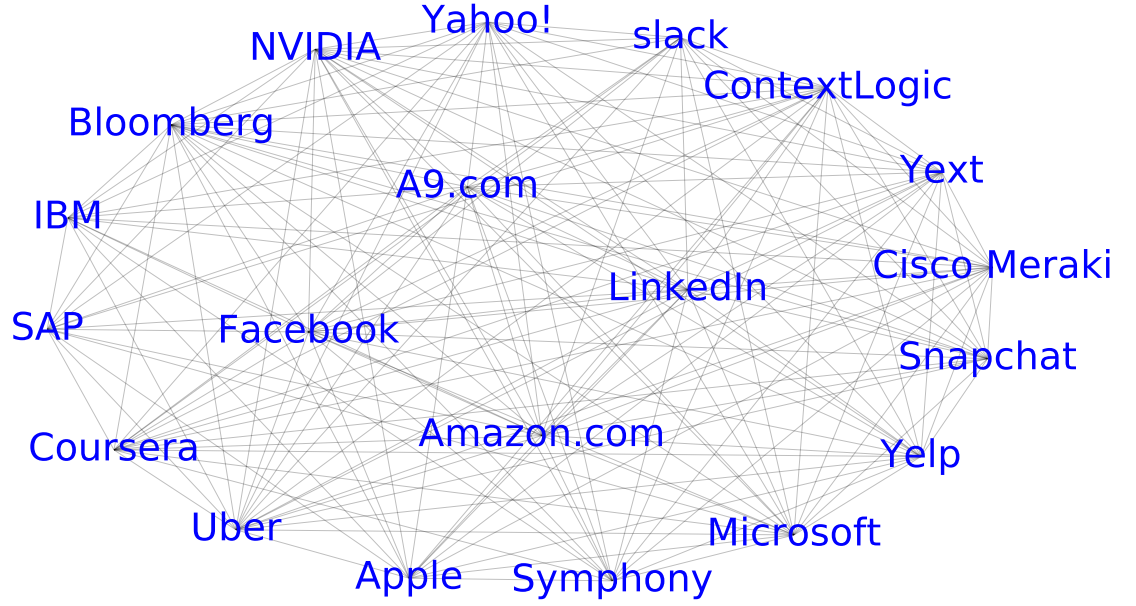 Yahoo!
slack
NVIDIA
ContextLogic
Bloomberg
Yext
A9.com
IBM
Cisco Meraki
LinkedIn
SAP
Facebook
Snapchat
Amazon.com
Coursera
Yelp
Uber
Microsoft
Apple
Symphony